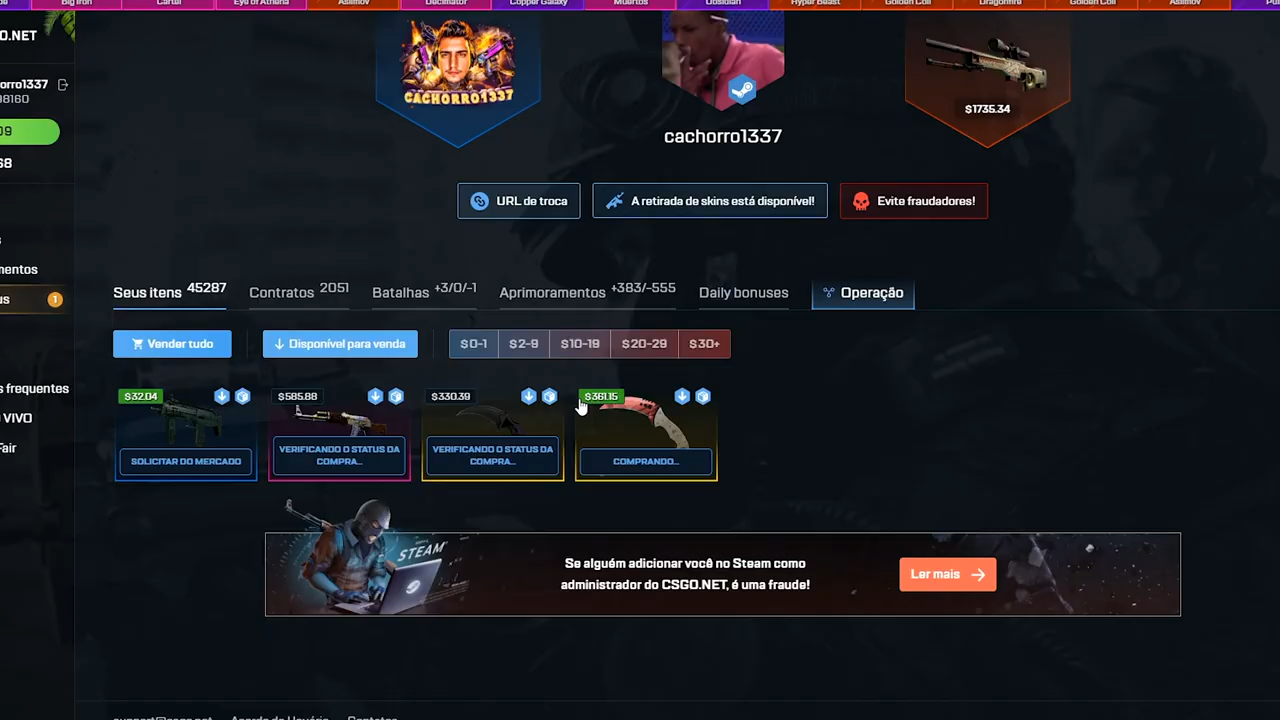 Big Iron
Cartel
Eye of Athena
Asiimov
Decimator
Copper Galaxy
Muertos
Obsidian
Hyper Beast
Golden Coil
Dragonfire
Golden Coil
Asiimov
O.NET
orro1337
38160
09
68
CACHORRO1337
$1735.34
cachorro1337
URL de troca
A retirada de skins está disponível!
Evite fraudadores!
mentos
us 1
s frequentes
VIVO
Fair
Seus itens 45287
Contratos 2051
Batalhas +3/0/-1
Aprimoramentos +383/-555
Daily bonuses
Operação
Vender tudo
Disponível para venda
$0-1
$2-9
$10-19
$20-29
$30+
$32.04
SOLICITAR DO MERCADO
$585.88
VERIFICANDO O STATUS DA
COMPRA...
$330.39
VERIFICANDO O STATUS DA
COMPRA...
$361.15
COMPRANDO...
STEAM
Se alguém adicionar você no Steam como
administrador do CSGO.NET, é uma fraude!
Ler mais